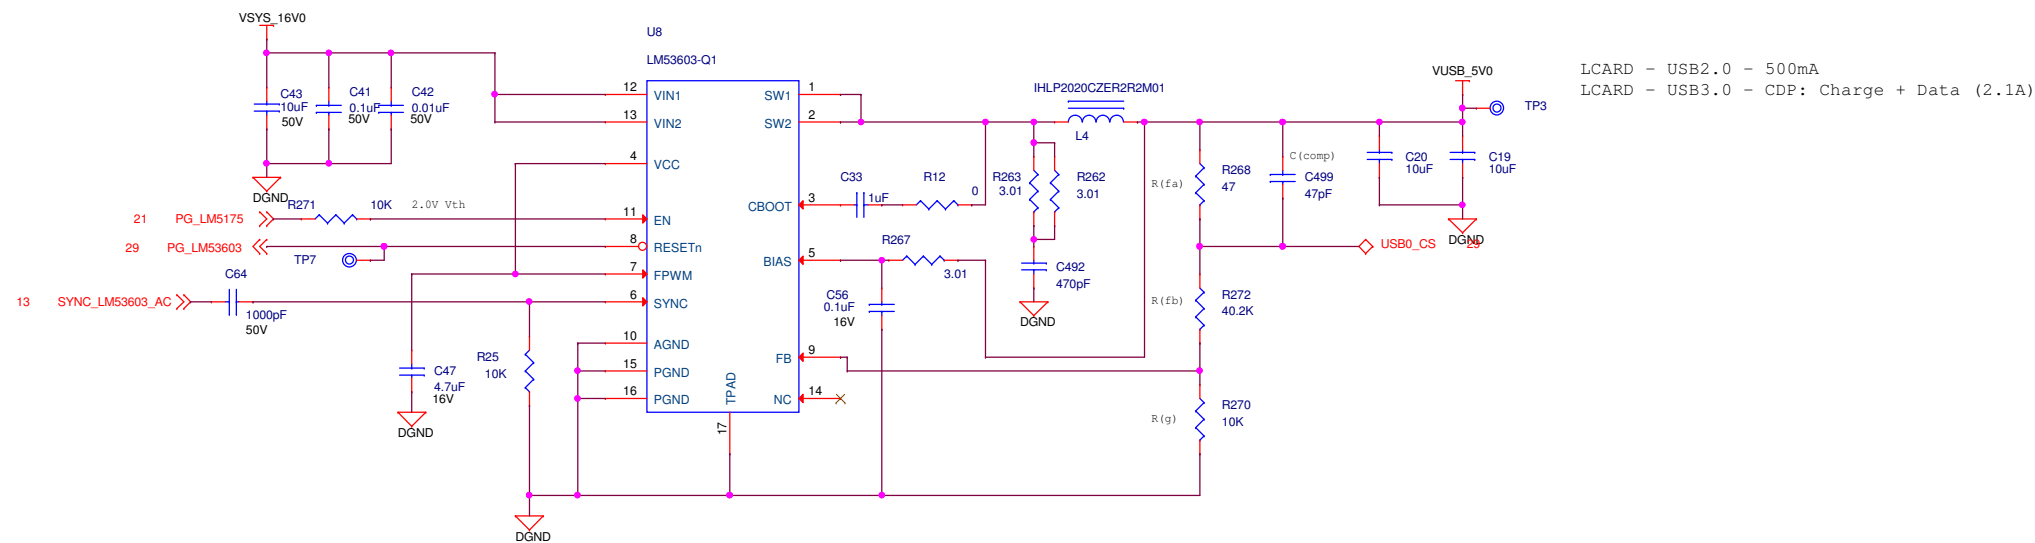 VSYS_16V0
U8
LM53603-Q1
LCARD - USB2.0 - 500mA
LCARD - USB3.0 - CDP: Charge + Data (2.1A)
VUSB_5V0
TP3
IHLP2020CZER2R2M01
L4
C43
10uF
50V
C41
0.1uF
50V
C42
0.01uF
50V
DGND
12
VIN1
13
VIN2
4
VCC
11
EN
8
RESETn
7
FPWM
6
SYNC
10
AGND
15
PGND
16
PGND
TPAD
17
1
SW1
2
SW2
3
CBOOT
5
BIAS
9
FB
14
NC
21
PG_LM5175
R271
10K
2.0V Vth
29
PG_LM53603
TP7
13
SYNC_LM53603_AC
C64
1000pF
50V
C47
4.7uF
16V
DGND
R25
10K
DGND
C33
1uF
R12
0
R263
3.01
R262
3.01
R267
3.01
C492
470pF
DGND
C56
0.1uF
16V
R(fa)
R268
47
C(comp)
C499
47pF
C20
10uF
C19
10uF
DGND
USB0_CS
29
R(fb)
R272
40.2K
R(g)
R270
10K